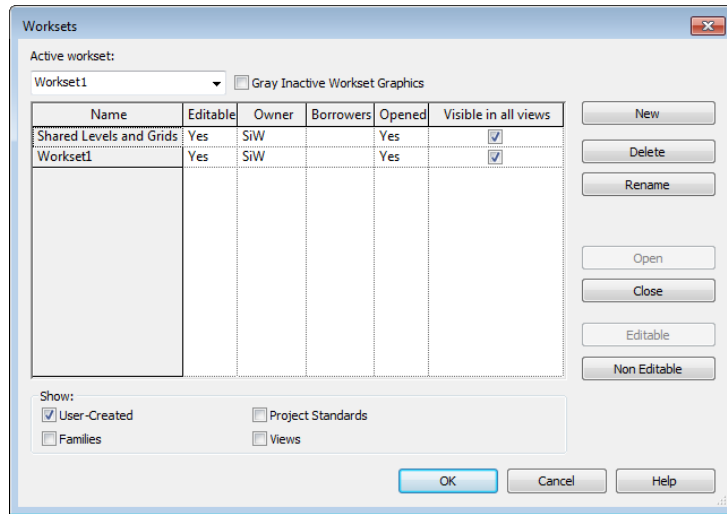 Worksets
Active workset:
Workset1 Gray Inactive Workset Graphics
Name Editable Owner Borrowers Opened Visible in all views
Shared Levels and Grids Yes SiW Yes
Workset1 Yes SiW Yes
New
Delete
Rename
Open
Close
Editable
Non Editable
Show:
User-Created Project Standards
Families Views
OK Cancel Help